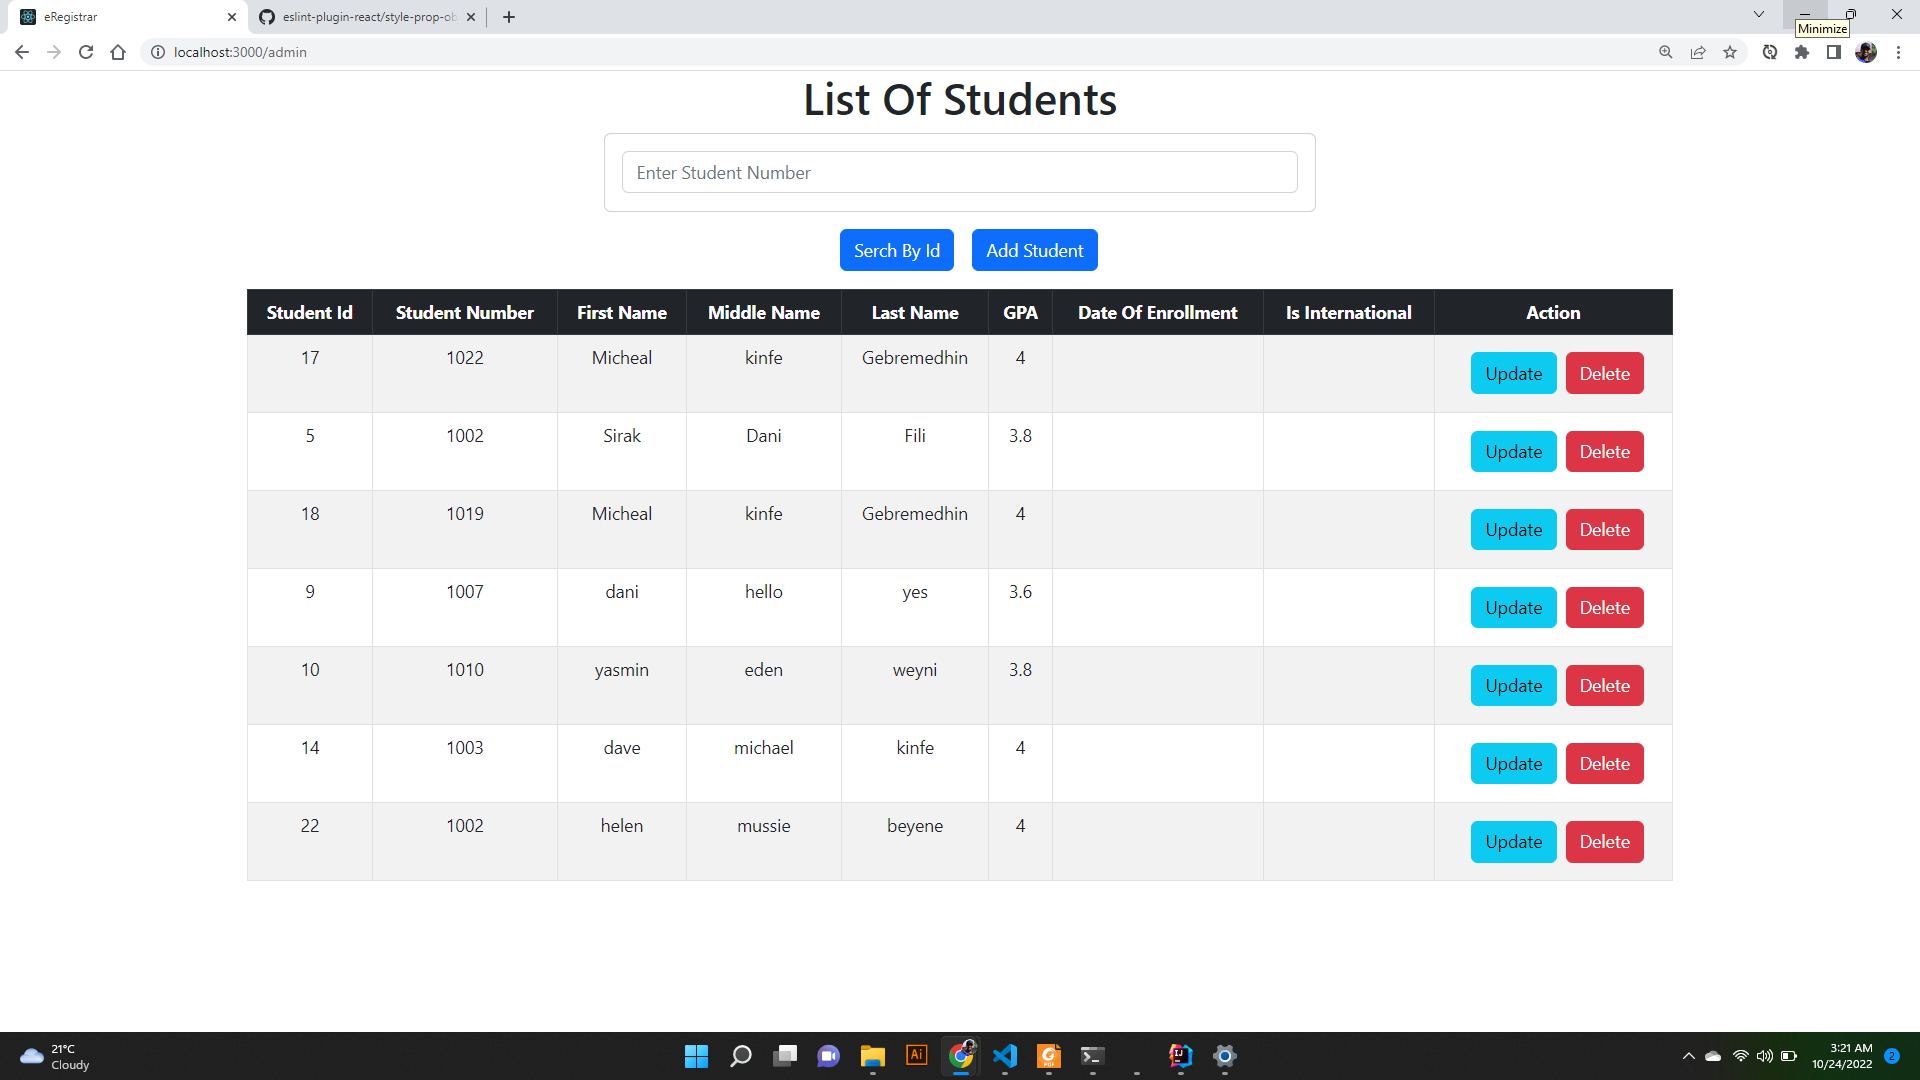 eRegistrar
eslint-plugin-react/style-prop-ob
Minimize
localhost:3000/admin
List Of Students
Enter Student Number
Serch By Id Add Student
Student Id Student Number First Name Middle Name Last Name GPA Date Of Enrollment Is International Action
17 1022 Micheal kinfe Gebremedhin 4 Update Delete
5 1002 Sirak Dani Fili 3.8 Update Delete
18 1019 Micheal kinfe Gebremedhin 4 Update Delete
9 1007 dani hello yes 3.6 Update Delete
10 1010 yasmin eden weyni 3.8 Update Delete
14 1003 dave michael kinfe 4 Update Delete
22 1002 helen mussie beyene 4 Update Delete
21°C
Cloudy
Ai
PDF
IJ
3:21 AM
10/24/2022
2